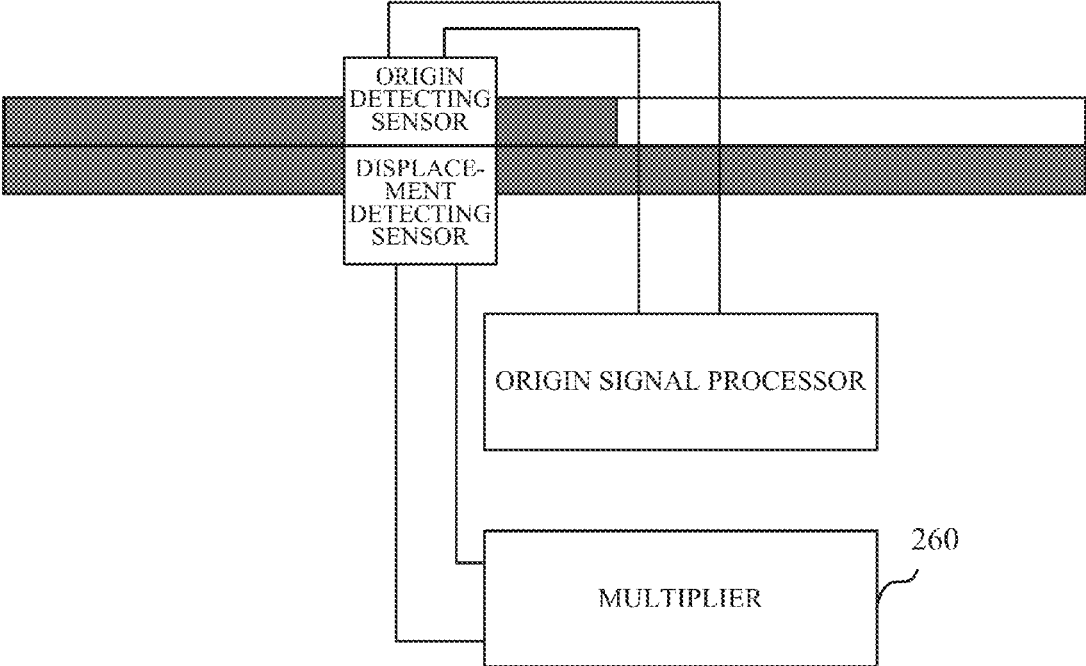 ORIGIN
DETECTING
SENSOR
DISPLACE-
MENT
DETECTING
SENSOR
ORIGIN SIGNAL PROCESSOR
260
MULTIPLIER